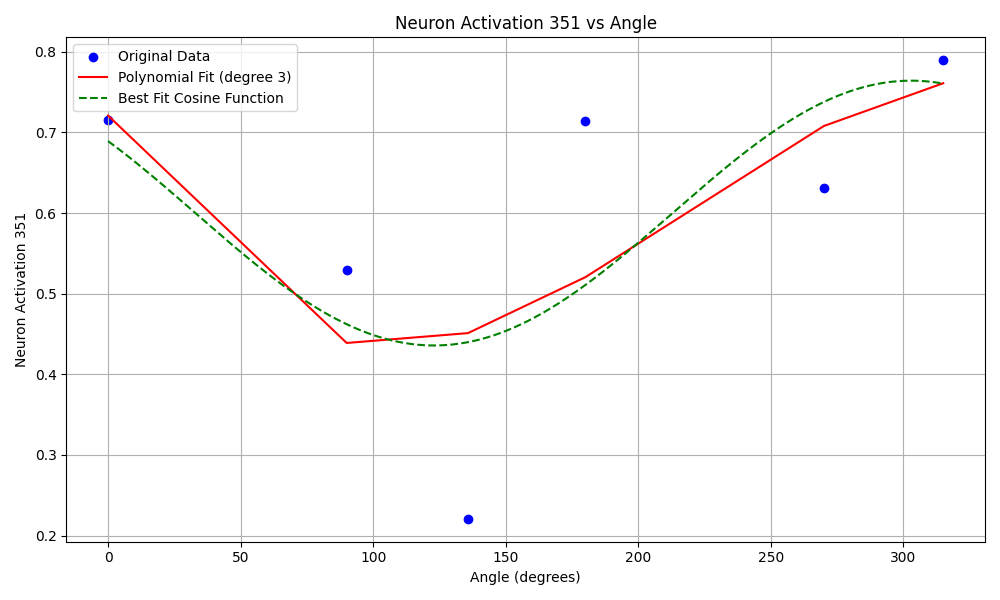 Neuron Activation 351 vs Angle
Original Data
Polynomial Fit (degree 3)
Best Fit Cosine Function
Neuron Activation 351
0.8
0.7
0.6
0.5
0.4
0.3
0.2
0 50 100 150 200 250 300
Angle (degrees)